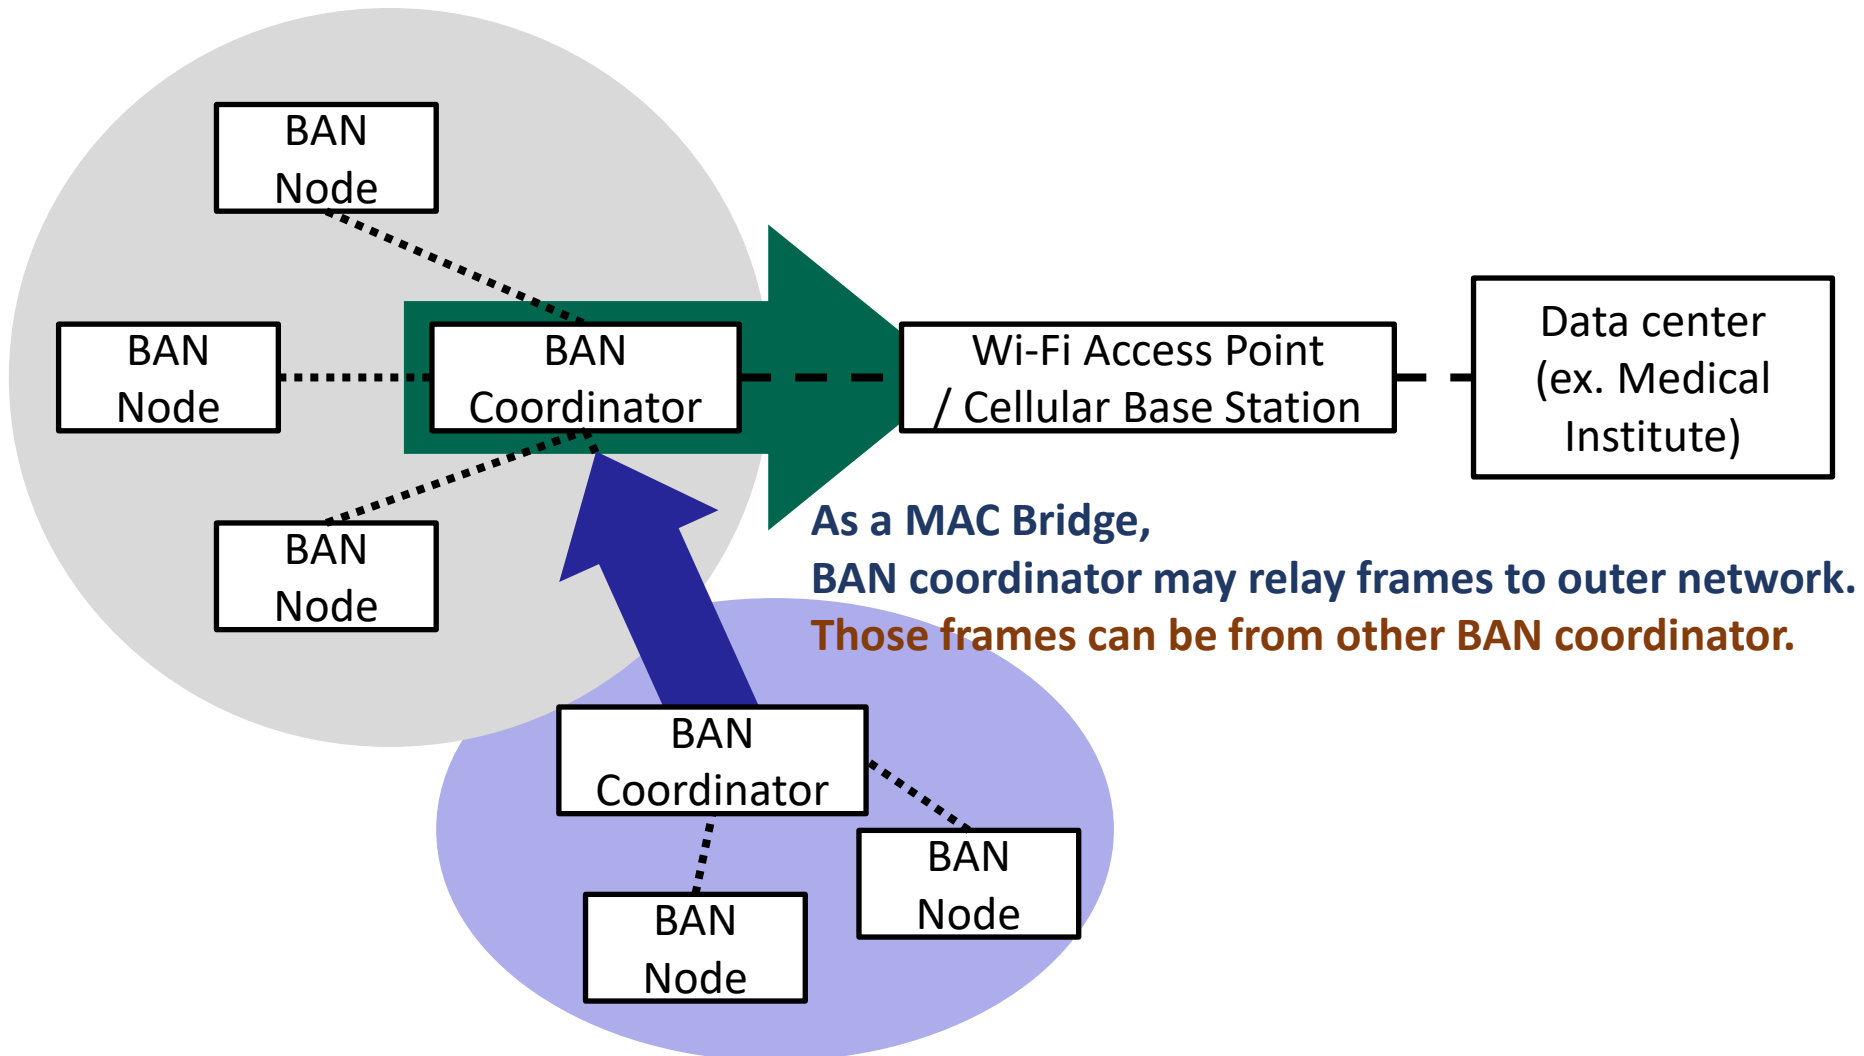 BAN
Node
BAN
Node
BAN
Coordinator
Wi-Fi Access Point
/ Cellular Base Station
Data center
(ex. Medical
Institute)
BAN
Node
As a MAC Bridge,
BAN coordinator may relay frames to outer network.
Those frames can be from other BAN coordinator.
BAN
Coordinator
BAN
Node
BAN
Node